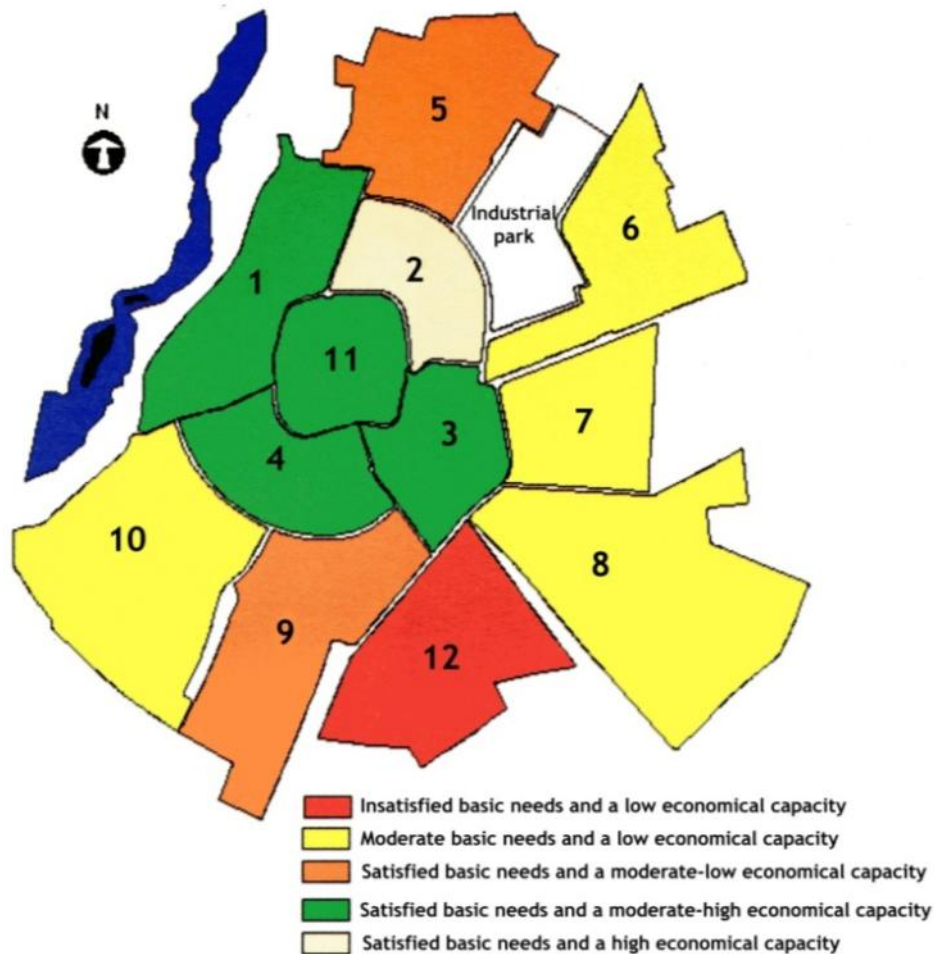 N
5
Industrial
park
6
2
1
11
7
3
4
10
8
9
12
Insatisfied basic needs and a low economical capacity
Moderate basic needs and a low economical capacity
Satisfied basic needs and a moderate-low economical capacity
Satisfied basic needs and a moderate-high economical capacity
Satisfied basic needs and a high economical capacity